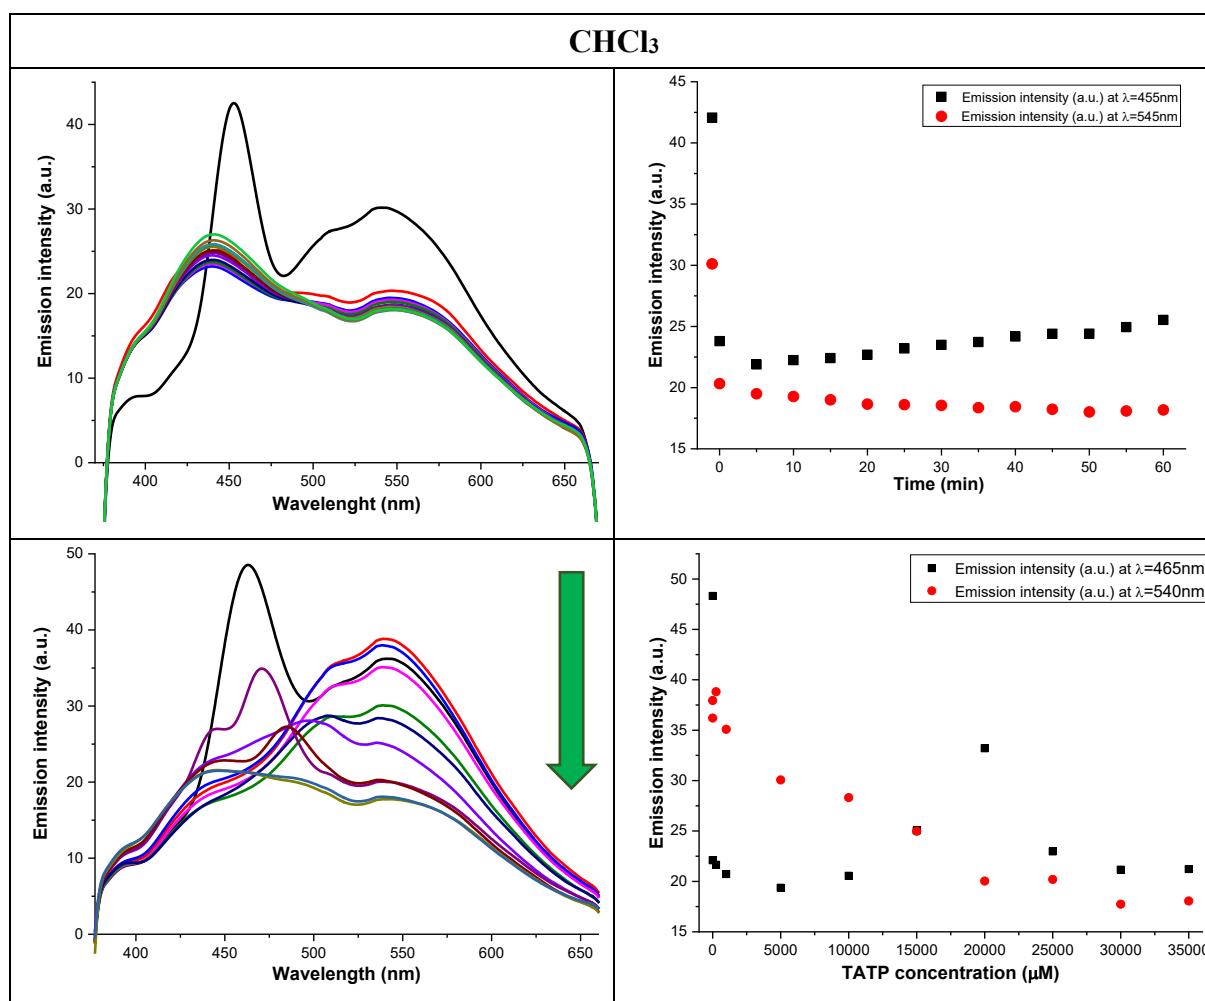 CHCl₃
40
30
20
10
0
Emission intensity (a.u.)
400 450 500 550 600 650
Wavelenght (nm)
45
40
35
30
25
20
15
Emission intensity (a.u.)
Emission intensity (a.u.) at λ=455nm
Emission intensity (a.u.) at λ=545nm
0 10 20 30 40 50 60
Time (min)
50
40
30
20
10
0
Emission intensity (a.u.)
400 450 500 550 600 650
Wavelength (nm)
50
45
40
35
30
25
20
15
Emission intensity (a.u.)
Emission intensity (a.u.) at λ=465nm
Emission intensity (a.u.) at λ=540nm
0 5000 10000 15000 20000 25000 30000 35000
TATP concentration (μM)